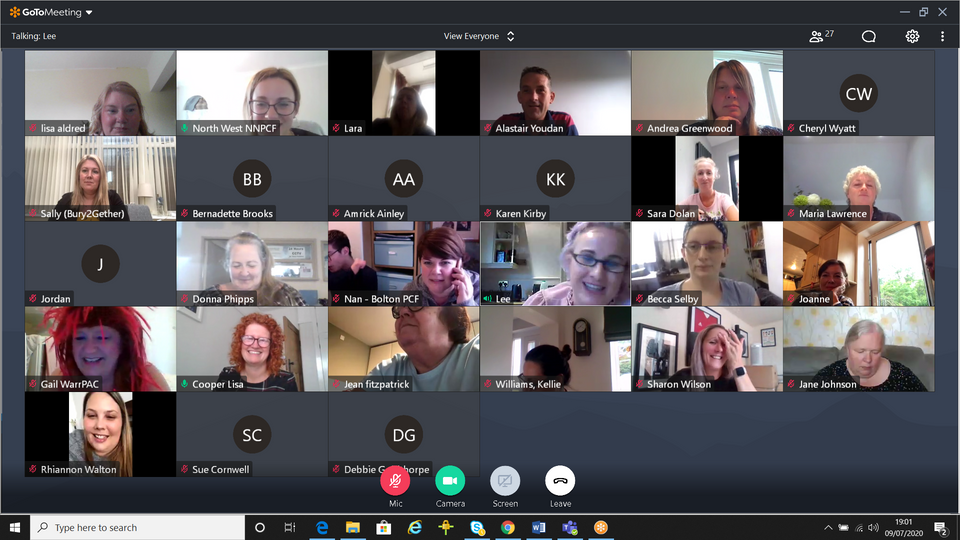 GoToMeeting
Talking: Lee
View Everyone
27
lisa aldred
North West NNPCF
Lara
Alastair Youdan
Andrea Greenwood
CW
Cheryl Wyatt
Sally (Bury2Gether)
BB
Bernadette Brooks
AA
Amrick Ainley
KK
Karen Kirby
Sara Dolan
Maria Lawrence
J
Jordan
Donna Phipps
Nan - Bolton PCF
Lee
Becca Selby
Joanne
Gail WarrPAC
Cooper Lisa
Jean fitzpatrick
Williams, Kellie
Sharon Wilson
Jane Johnson
Rhiannon Walton
SC
Sue Cornwell
DG
Debbie
Mic
Camera
Screen
Leave
Type here to search
19:01
09/07/2020
2